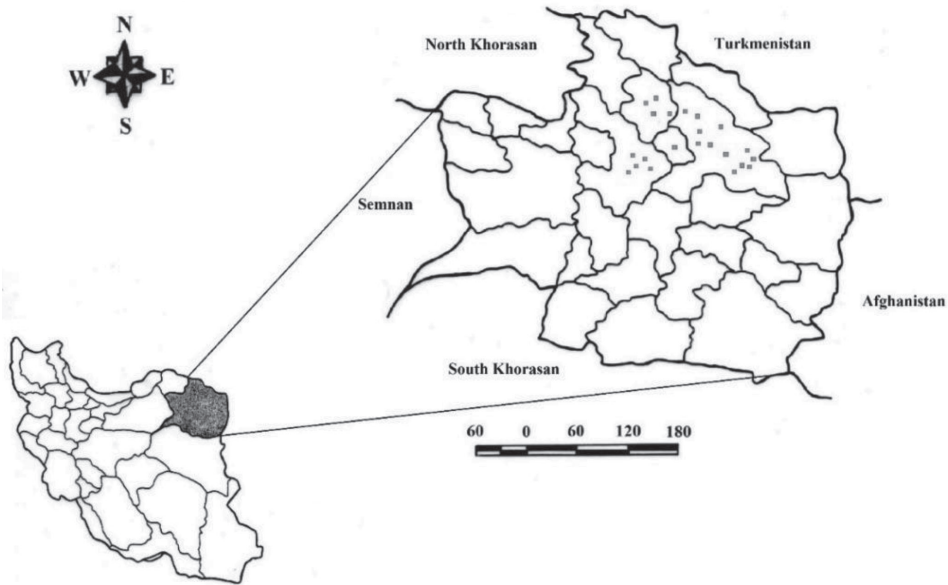 N
W E
S
North Khorasan
Turkmenistan
Semnan
Afghanistan
South Khorasan
60 0 60 120 180